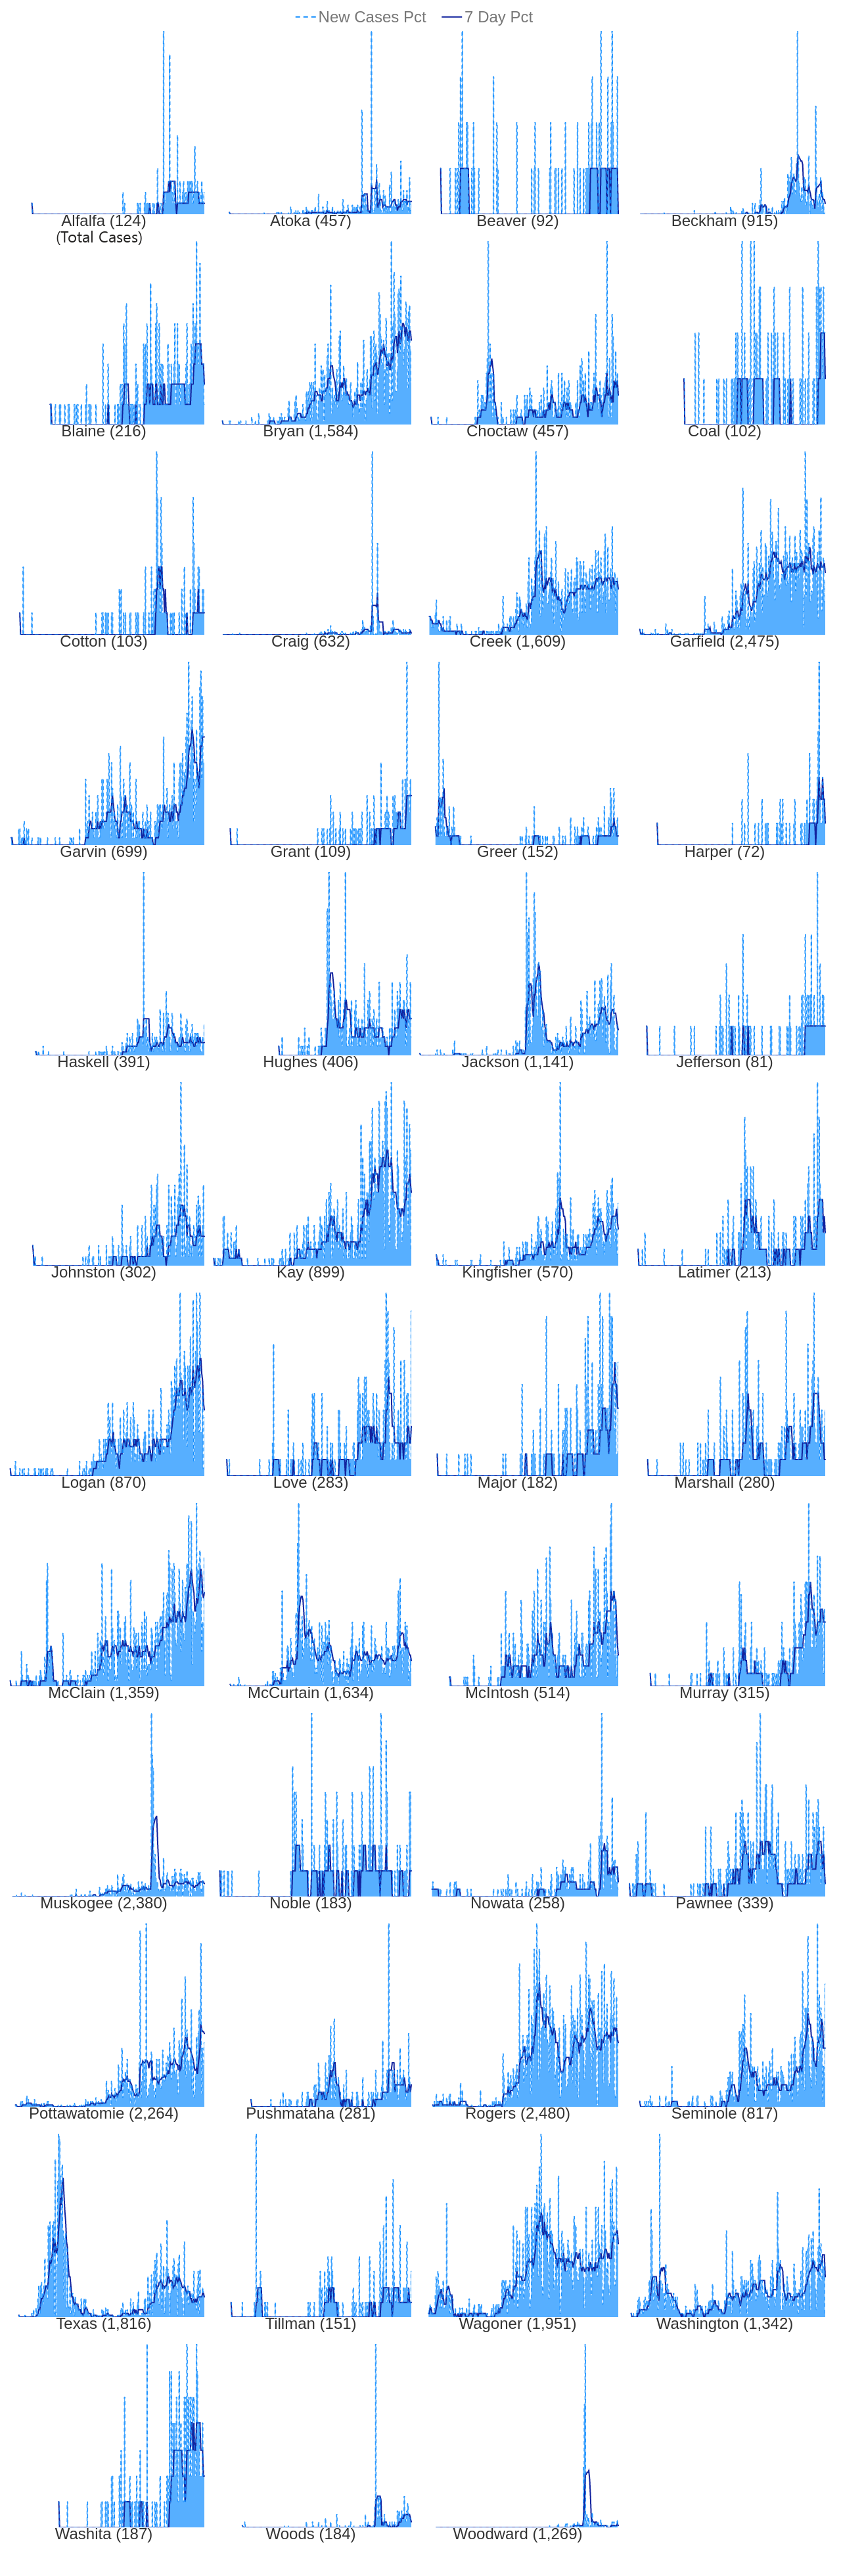 New Cases Pct 7 Day Pct
Alfalfa (124) Atoka (457) Beaver (92) Beckham (915)
(Total Cases)
Blaine (216) Bryan (1,584) Choctaw (457) Coal (102)
Cotton (103) Craig (632) Creek (1,609) Garfield (2,475)
Garvin (699) Grant (109) Greer (152) Harper (72)
Haskell (391) Hughes (406) Jackson (1,141) Jefferson (81)
Johnston (302) Kay (899) Kingfisher (570) Latimer (213)
Logan (870) Love (283) Major (182) Marshall (280)
McClain (1,359) McCurtain (1,634) McIntosh (514) Murray (315)
Muskogee (2,380) Noble (183) Nowata (258) Pawnee (339)
Pottawatomie (2,264) Pushmataha (281) Rogers (2,480) Seminole (817)
Texas (1,816) Tillman (151) Wagoner (1,951) Washington (1,342)
Washita (187) Woods (184) Woodward (1,269)